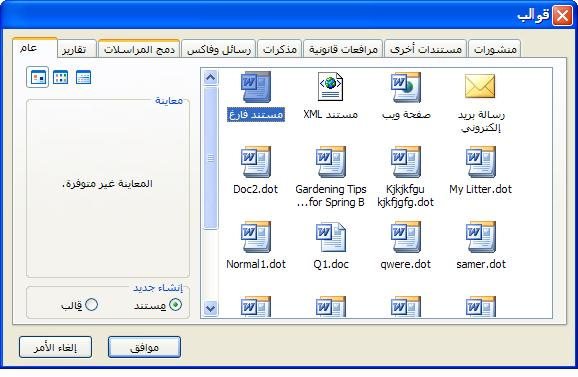 قوالب
منشورات
مستندات أخرى
مرافعات قانونية
مذكرات
رسائل وفاكس
دمج المراسلات
تقارير
عام
رسالة بريد
إلكتروني
صفحة ويب
مستند XML
مستند فارغ
My Litter.dot
Kjkjkfgu
kjkfjgfg.dot
Gardening Tips
...for Spring B
Doc2.dot
samer.dot
qwere.dot
Q1.doc
Normal1.dot
معاينة
المعاينة غير متوفرة.
إنشاء جديد
مستند
قالب
موافق
إلغاء الأمر